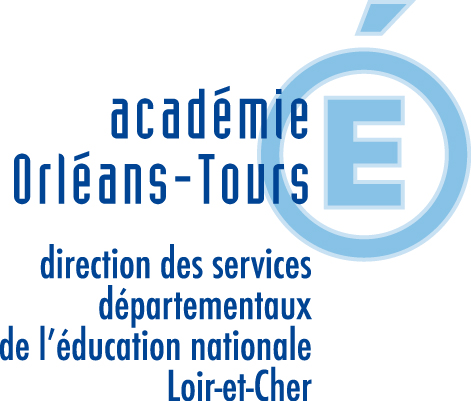 académie
Orléans-Tours
É
direction des services
départementaux
de l'éducation nationale
Loir-et-Cher